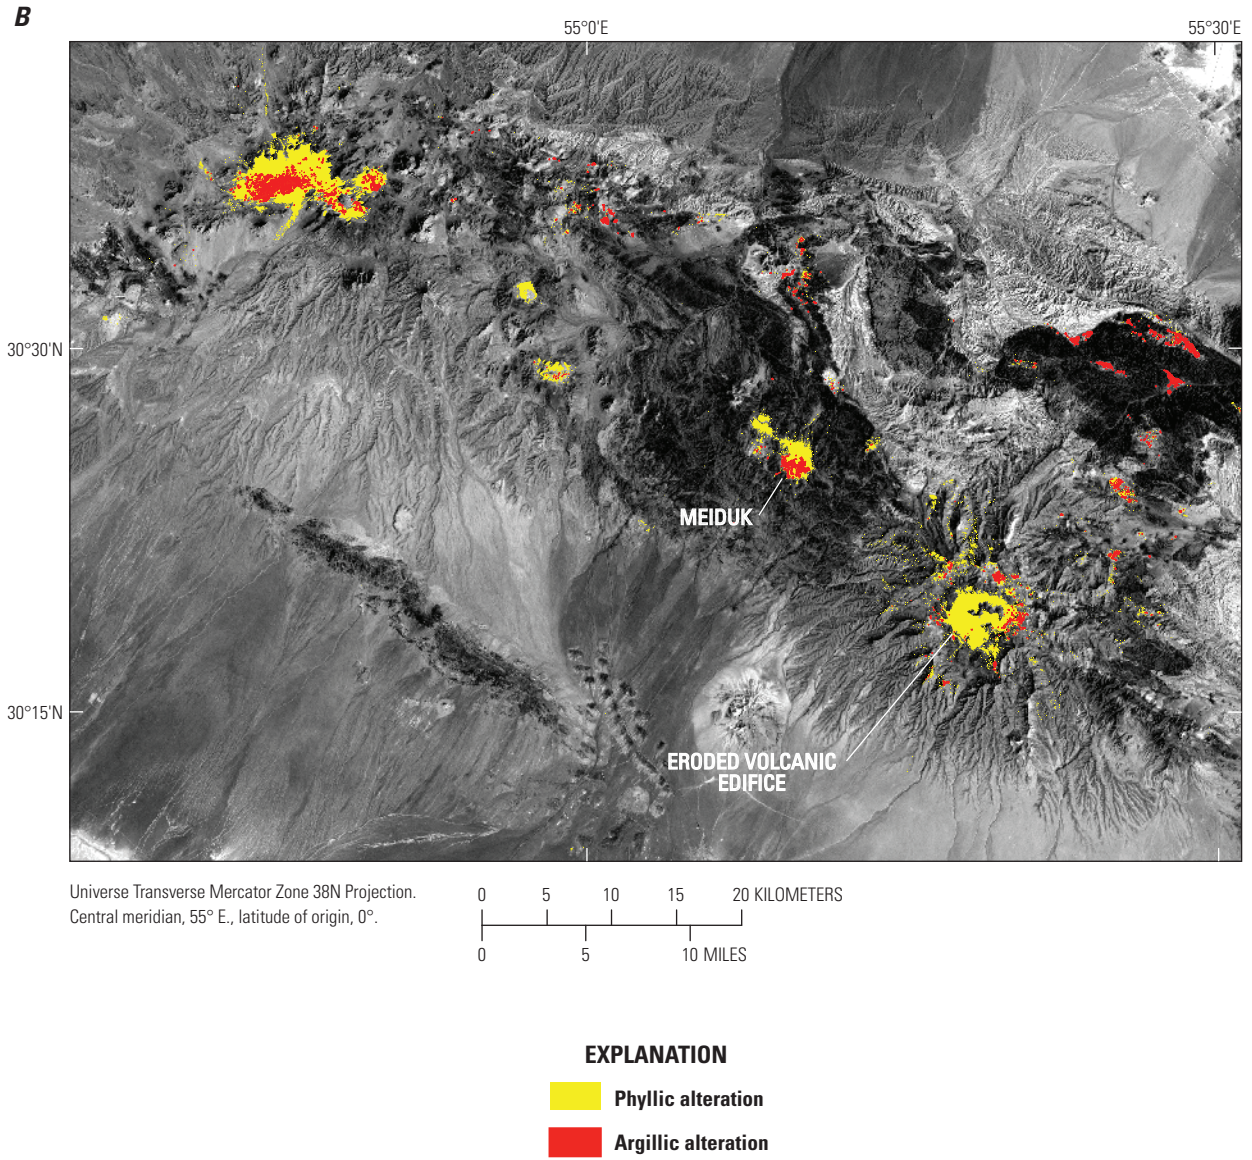 B
55°0'E
55°30'E
30°30'N
MEIDUK
30°15'N
ERODED VOLCANIC
EDIFICE
Universe Transverse Mercator Zone 38N Projection.
Central meridian, 55° E., latitude of origin, 0°.
0 5 10 15 20 KILOMETERS
0 5 10 MILES
EXPLANATION
Phyllic alteration
Argillic alteration